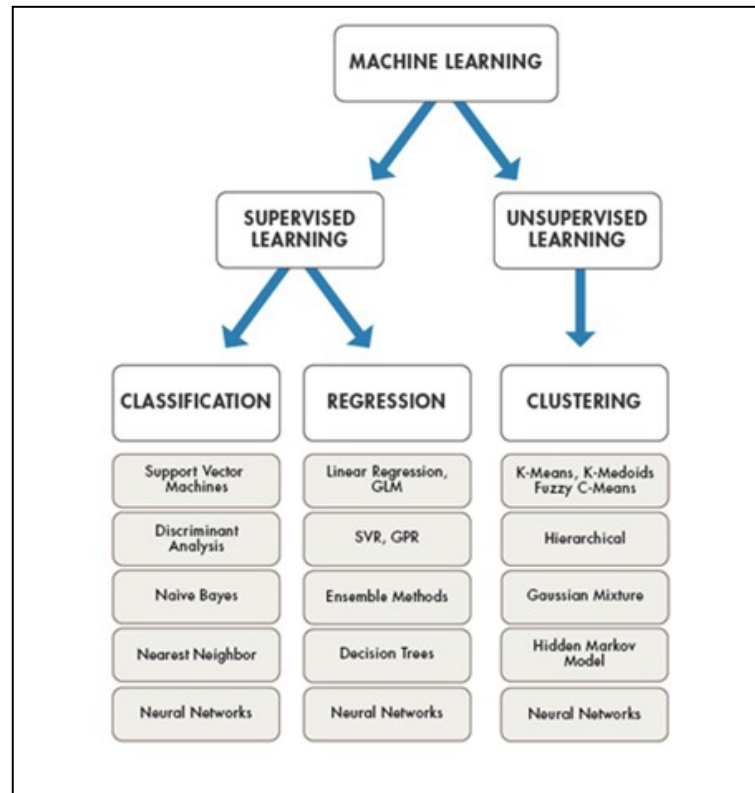 MACHINE LEARNING
SUPERVISED
LEARNING
UNSUPERVISED
LEARNING
CLASSIFICATION
Support Vector
Machines
Discriminant
Analysis
Naive Bayes
Nearest Neighbor
Neural Networks
REGRESSION
Linear Regression,
GLM
SVR, GPR
Ensemble Methods
Decision Trees
Neural Networks
CLUSTERING
K-Means, K-Medoids
Fuzzy C-Means
Hierarchical
Gaussian Mixture
Hidden Markov
Model
Neural Networks